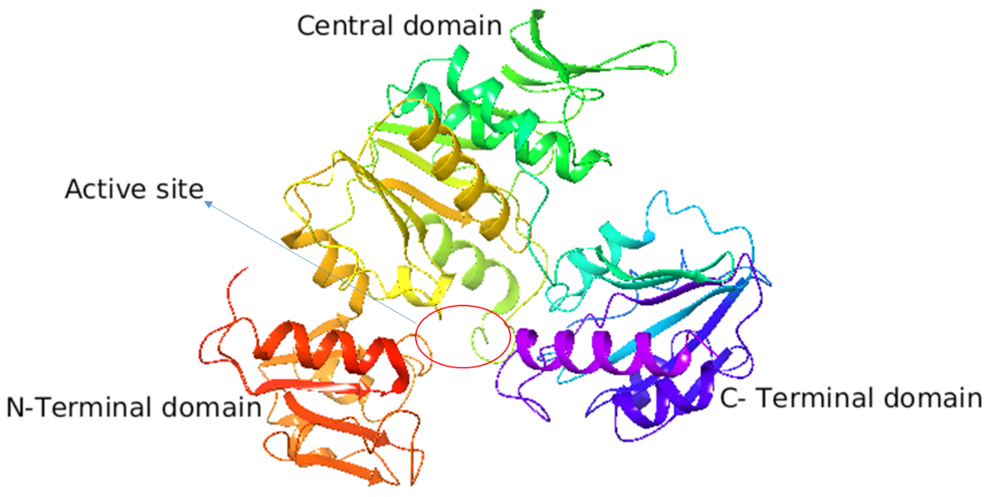 Central domain
Active site
N-Terminal domain
C- Terminal domain